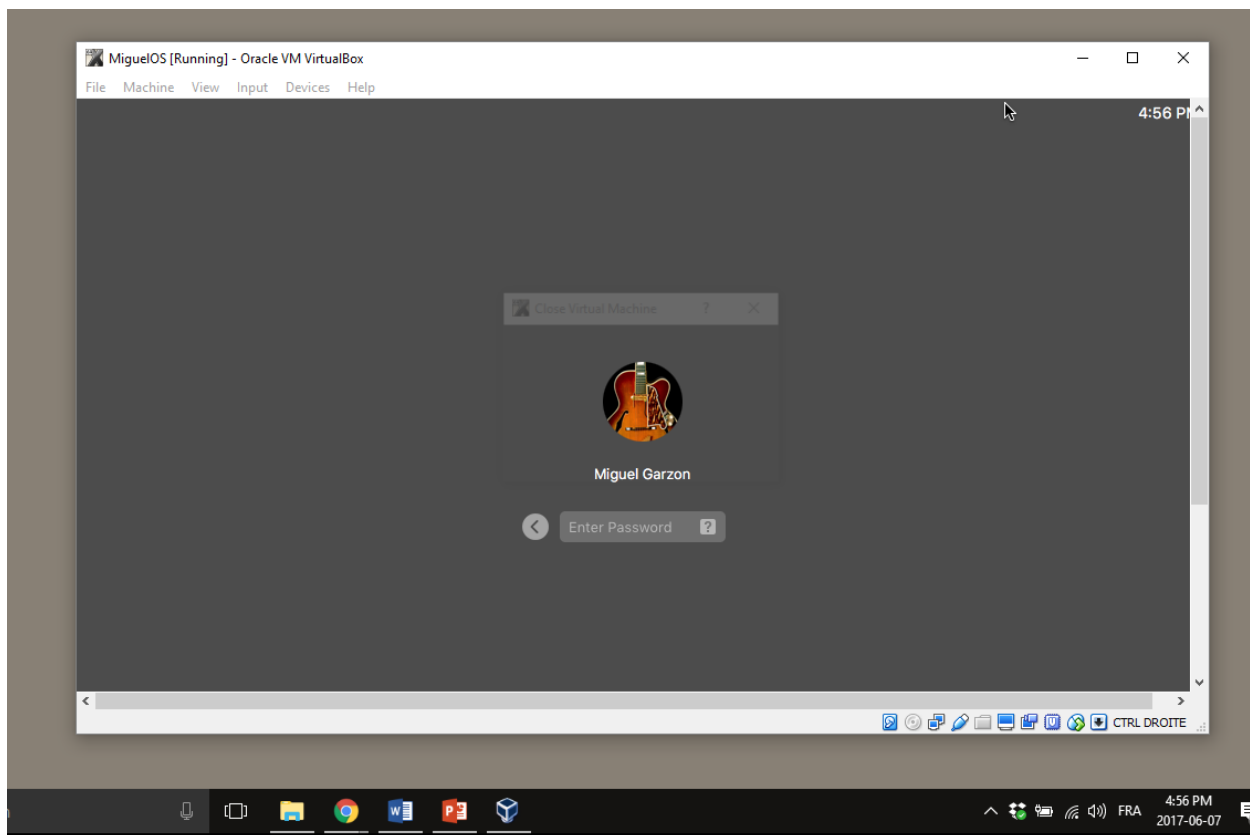 MiguelOS [Running] - Oracle VM VirtualBox
File Machine View Input Devices Help
4:56 P
Close Virtual Machine ?
Miguel Garzon
Enter Password ?
CTRL DROITE
FRA
4:56 PM
2017-06-07